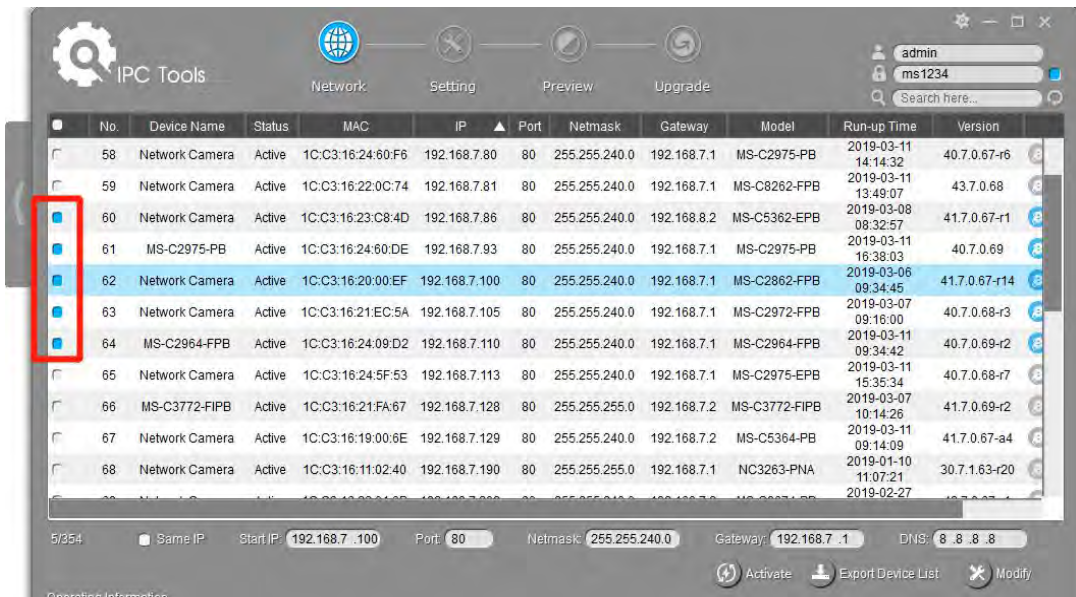 IPC Tools
Network Setting Preview Upgrade
admin
ms1234
Search here...
No. Device Name Status MAC IP ▲ Port Netmask Gateway Model Run-up Time Version
58 Network Camera Active 1C:C3:16:24:60:F6 192.168.7.80 80 255.255.240.0 192.168.7.1 MS-C2975-PB 2019-03-11 14:14:32 40.7.0.67-r6
59 Network Camera Active 1C:C3:16:22:0C:74 192.168.7.81 80 255.255.240.0 192.168.7.1 MS-C8262-FPB 2019-03-11 13:49:07 43.7.0.68
60 Network Camera Active 1C:C3:16:23:C8:4D 192.168.7.86 80 255.255.240.0 192.168.8.2 MS-C5362-EPB 2019-03-08 08:32:57 41.7.0.67-r1
61 MS-C2975-PB Active 1C:C3:16:24:60:DE 192.168.7.93 80 255.255.240.0 192.168.7.1 MS-C2975-PB 2019-03-11 16:38:03 40.7.0.69
62 Network Camera Active 1C:C3:16:20:00:EF 192.168.7.100 80 255.255.240.0 192.168.7.1 MS-C2862-FPB 2019-03-06 09:34:45 41.7.0.67-r14
63 Network Camera Active 1C:C3:16:21:EC:5A 192.168.7.105 80 255.255.240.0 192.168.7.1 MS-C2972-FPB 2019-03-07 09:16:00 40.7.0.68-r3
64 MS-C2964-FPB Active 1C:C3:16:24:09:D2 192.168.7.110 80 255.255.240.0 192.168.7.1 MS-C2964-FPB 2019-03-11 09:34:42 40.7.0.69-r2
65 Network Camera Active 1C:C3:16:24:5F:53 192.168.7.113 80 255.255.240.0 192.168.7.1 MS-C2975-EPB 2019-03-11 15:35:34 40.7.0.68-r7
66 MS-C3772-FIPB Active 1C:C3:16:21:FA:67 192.168.7.128 80 255.255.255.0 192.168.7.2 MS-C3772-FIPB 2019-03-07 10:14:26 41.7.0.69-r2
67 Network Camera Active 1C:C3:16:19:00:6E 192.168.7.129 80 255.255.240.0 192.168.7.2 MS-C5364-PB 2019-03-11 09:14:09 41.7.0.67-a4
68 Network Camera Active 1C:C3:16:11:02:40 192.168.7.190 80 255.255.255.0 192.168.7.1 NC3263-PNA 2019-01-10 11:07:21 30.7.1.63-r20
2019-02-27
5/354 Same IP Start IP: 192.168.7 .100 Port: 80 Netmask: 255.255.240.0 Gateway: 192.168.7 .1 DNS: 8 .8 .8 .8
Activate Export Device List Modify
Operating Information